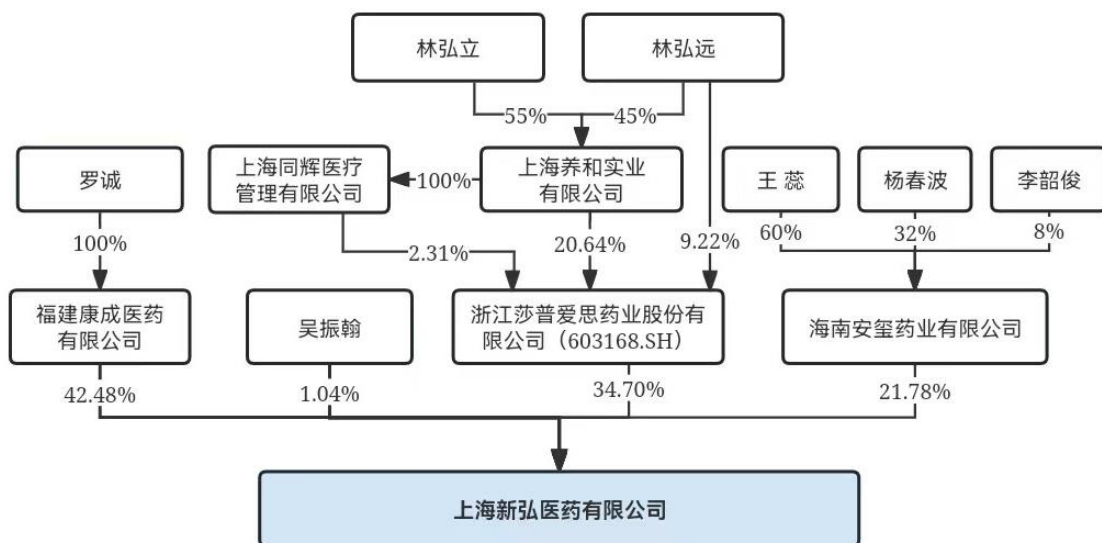 林弘立
林弘远
55%
45%
罗诚
上海同辉医疗
管理有限公司
100%
上海养和实业
有限公司
王 蕊
杨春波
李韶俊
100%
2.31%
20.64%
9.22%
60%
32%
8%
福建康成医药
有限公司
吴振翰
浙江莎普爱思药业股份有
限公司（603168.SH）
海南安玺药业有限公司
42.48%
1.04%
34.70%
21.78%
上海新弘医药有限公司